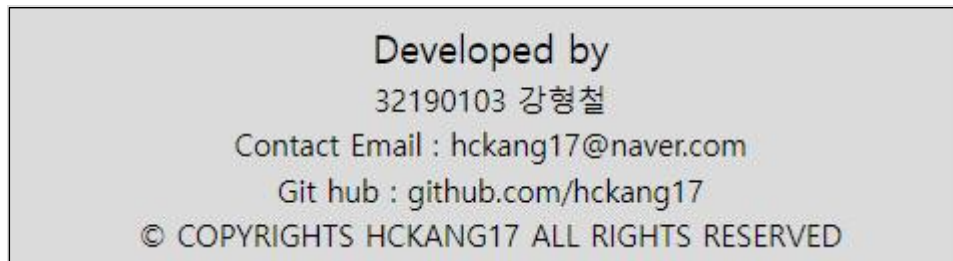 Developed by
32190103 강형철
Contact Email : hckang17@naver.com
Git hub : github.com/hckang17
© COPYRIGHTS HCKANG17 ALL RIGHTS RESERVED